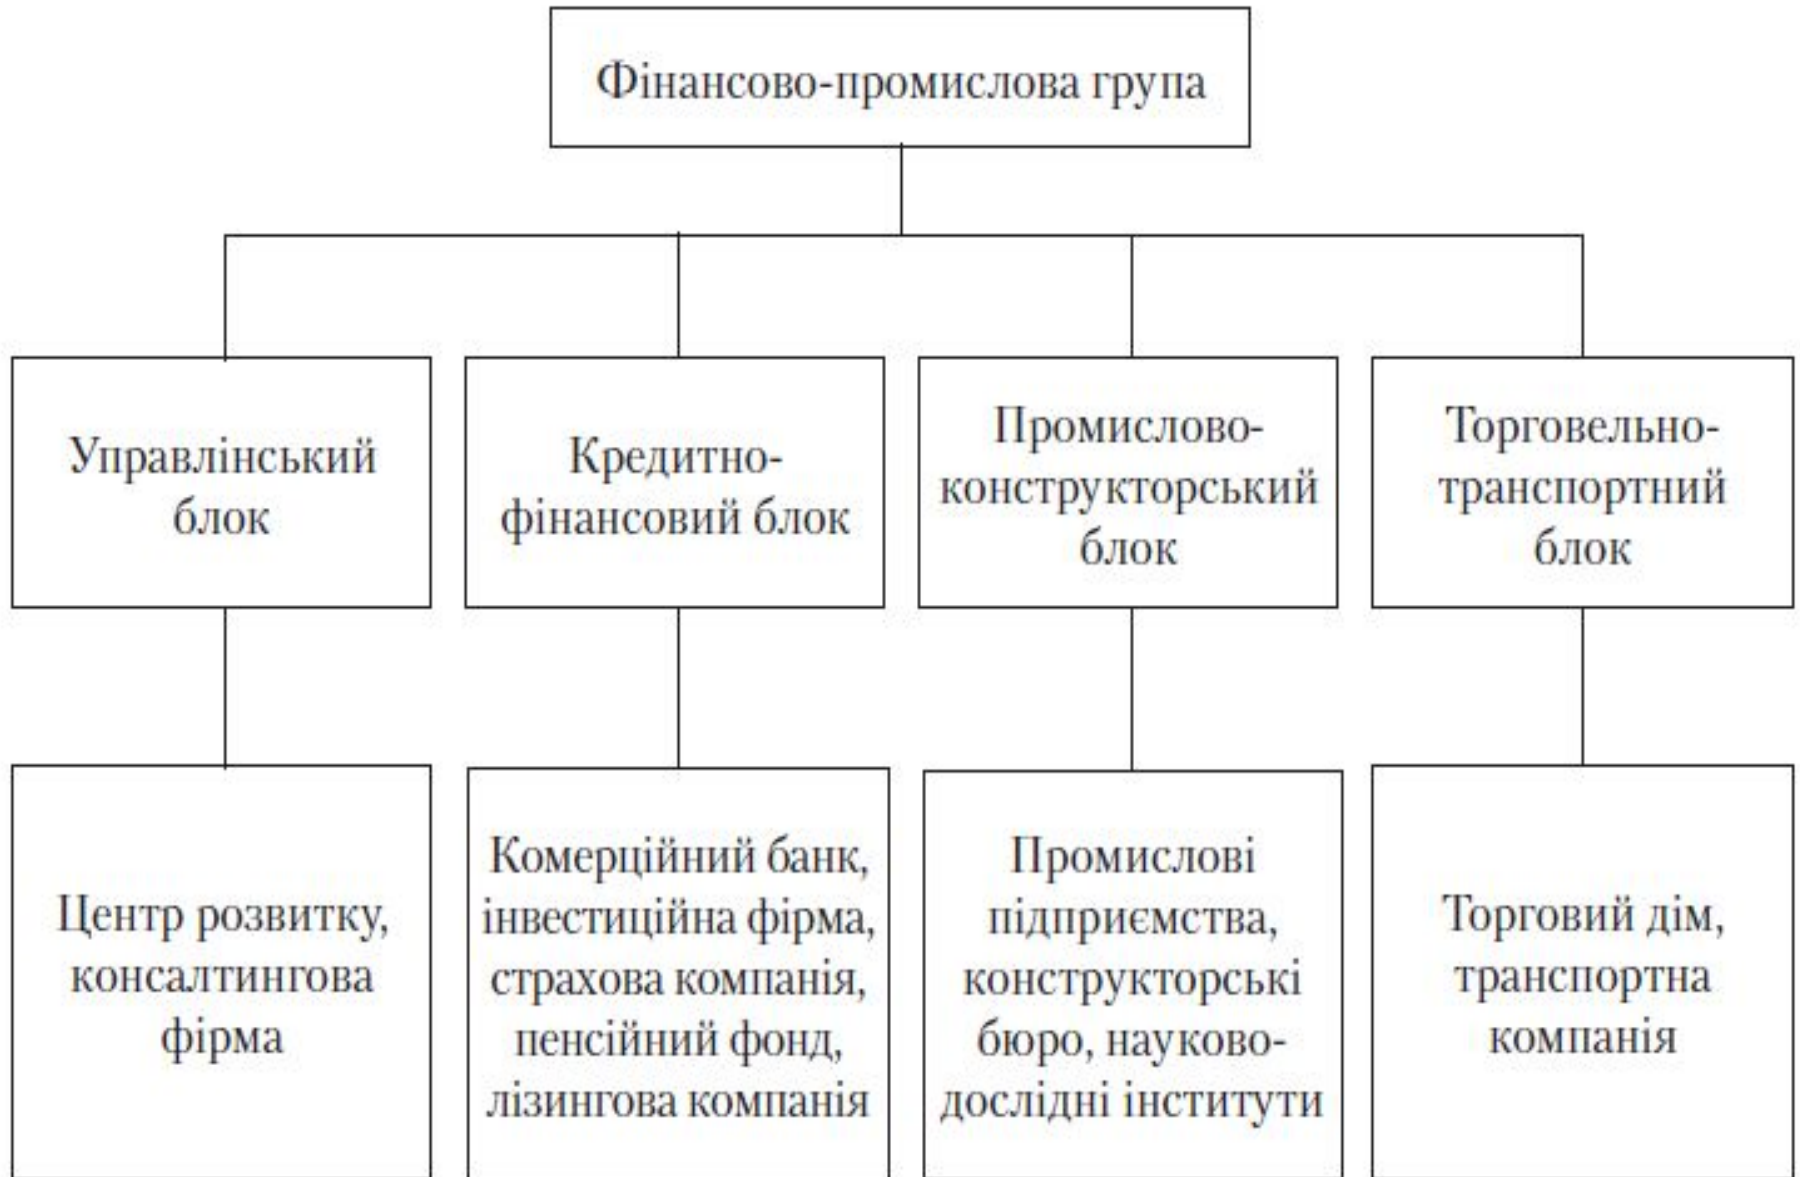 Фінансово-промислова група
Управлінський
блок
Кредитно-
фінансовий блок
Промислово-
конструкторський
блок
Торговельно-
транспортний
блок
Центр розвитку,
консалтингова
фірма
Комерційний банк,
інвестиційна фірма,
страхова компанія,
пенсійний фонд,
лізингова компанія
Промислові
підприємства,
конструкторські
бюро, науково-
дослідні інститути
Торговий дім,
транспортна
компанія